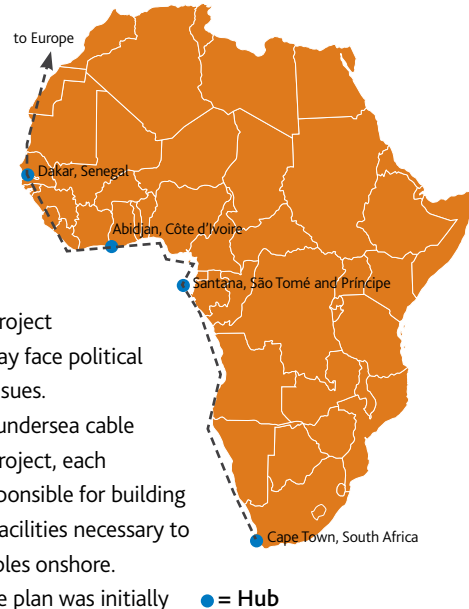 to Europe
Dakar, Senegal
Abidjan, Côte d'Ivoire
Santana, São Tomé and Príncipe
Cape Town, South Africa
roject
ay face political
sues.
undersea cable
roject, each
ponsible for building
acilities necessary to
bles onshore.
e plan was initially
= Hub